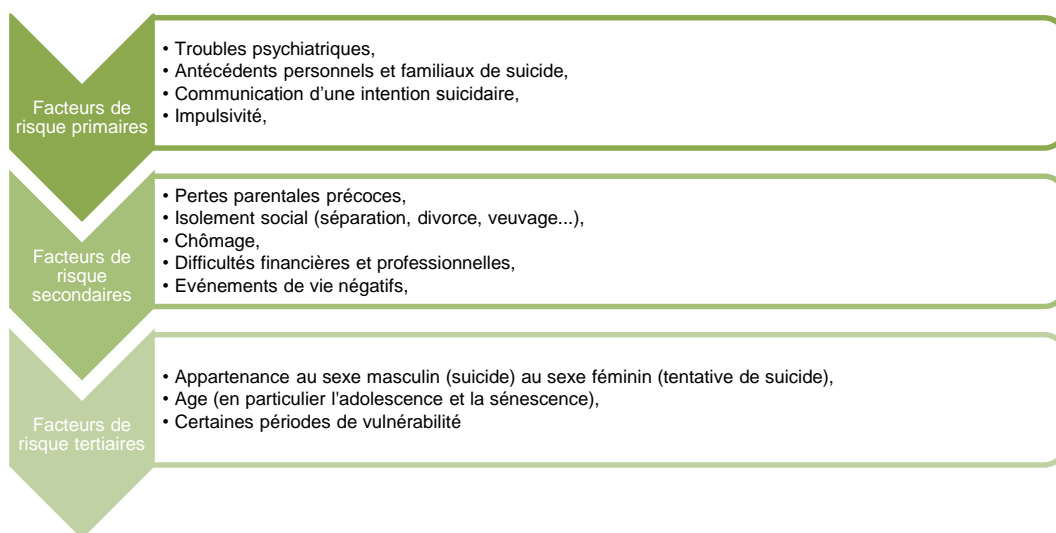 Facteurs de
risque primaires
• Troubles psychiatriques,
• Antécédents personnels et familiaux de suicide,
• Communication d'une intention suicidaire,
• Impulsivité,
Facteurs de
risque
secondaires
• Pertes parentales précoces,
• Isolement social (séparation, divorce, veuvage...),
• Chômage,
• Difficultés financières et professionnelles,
• Evénements de vie négatifs,
Facteurs de
risque tertiaires
• Appartenance au sexe masculin (suicide) au sexe féminin (tentative de suicide),
• Age (en particulier l'adolescence et la sénescence),
• Certaines périodes de vulnérabilité